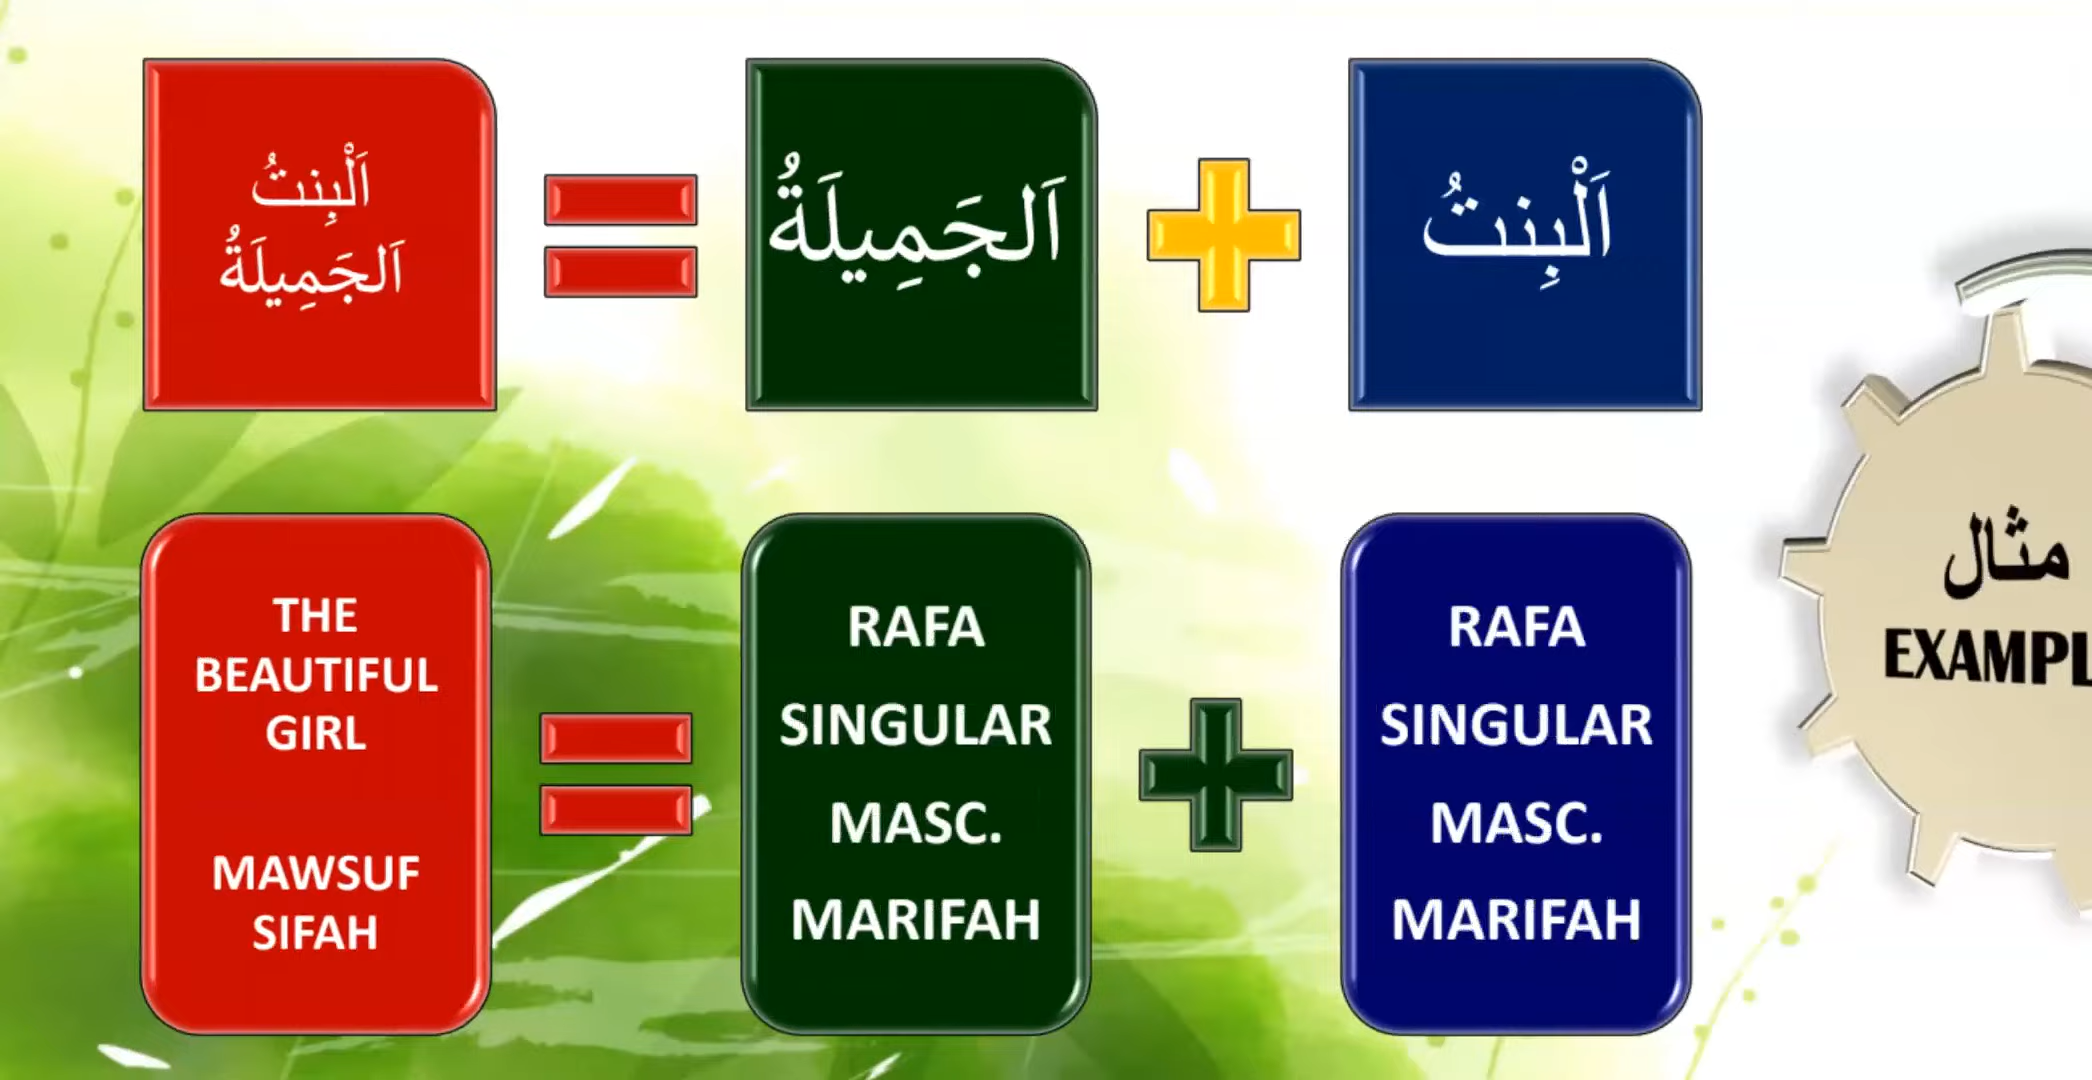 اَلْبِنتُ
اَلجَمِيلَةُ
اَلجَمِيلَةُ
اَلْبِنتُ
THE
BEAUTIFUL
GIRL
MAWSUF
SIFAH
RAFA
SINGULAR
MASC.
MARIFAH
RAFA
SINGULAR
MASC.
MARIFAH
مثال
EXAMPL